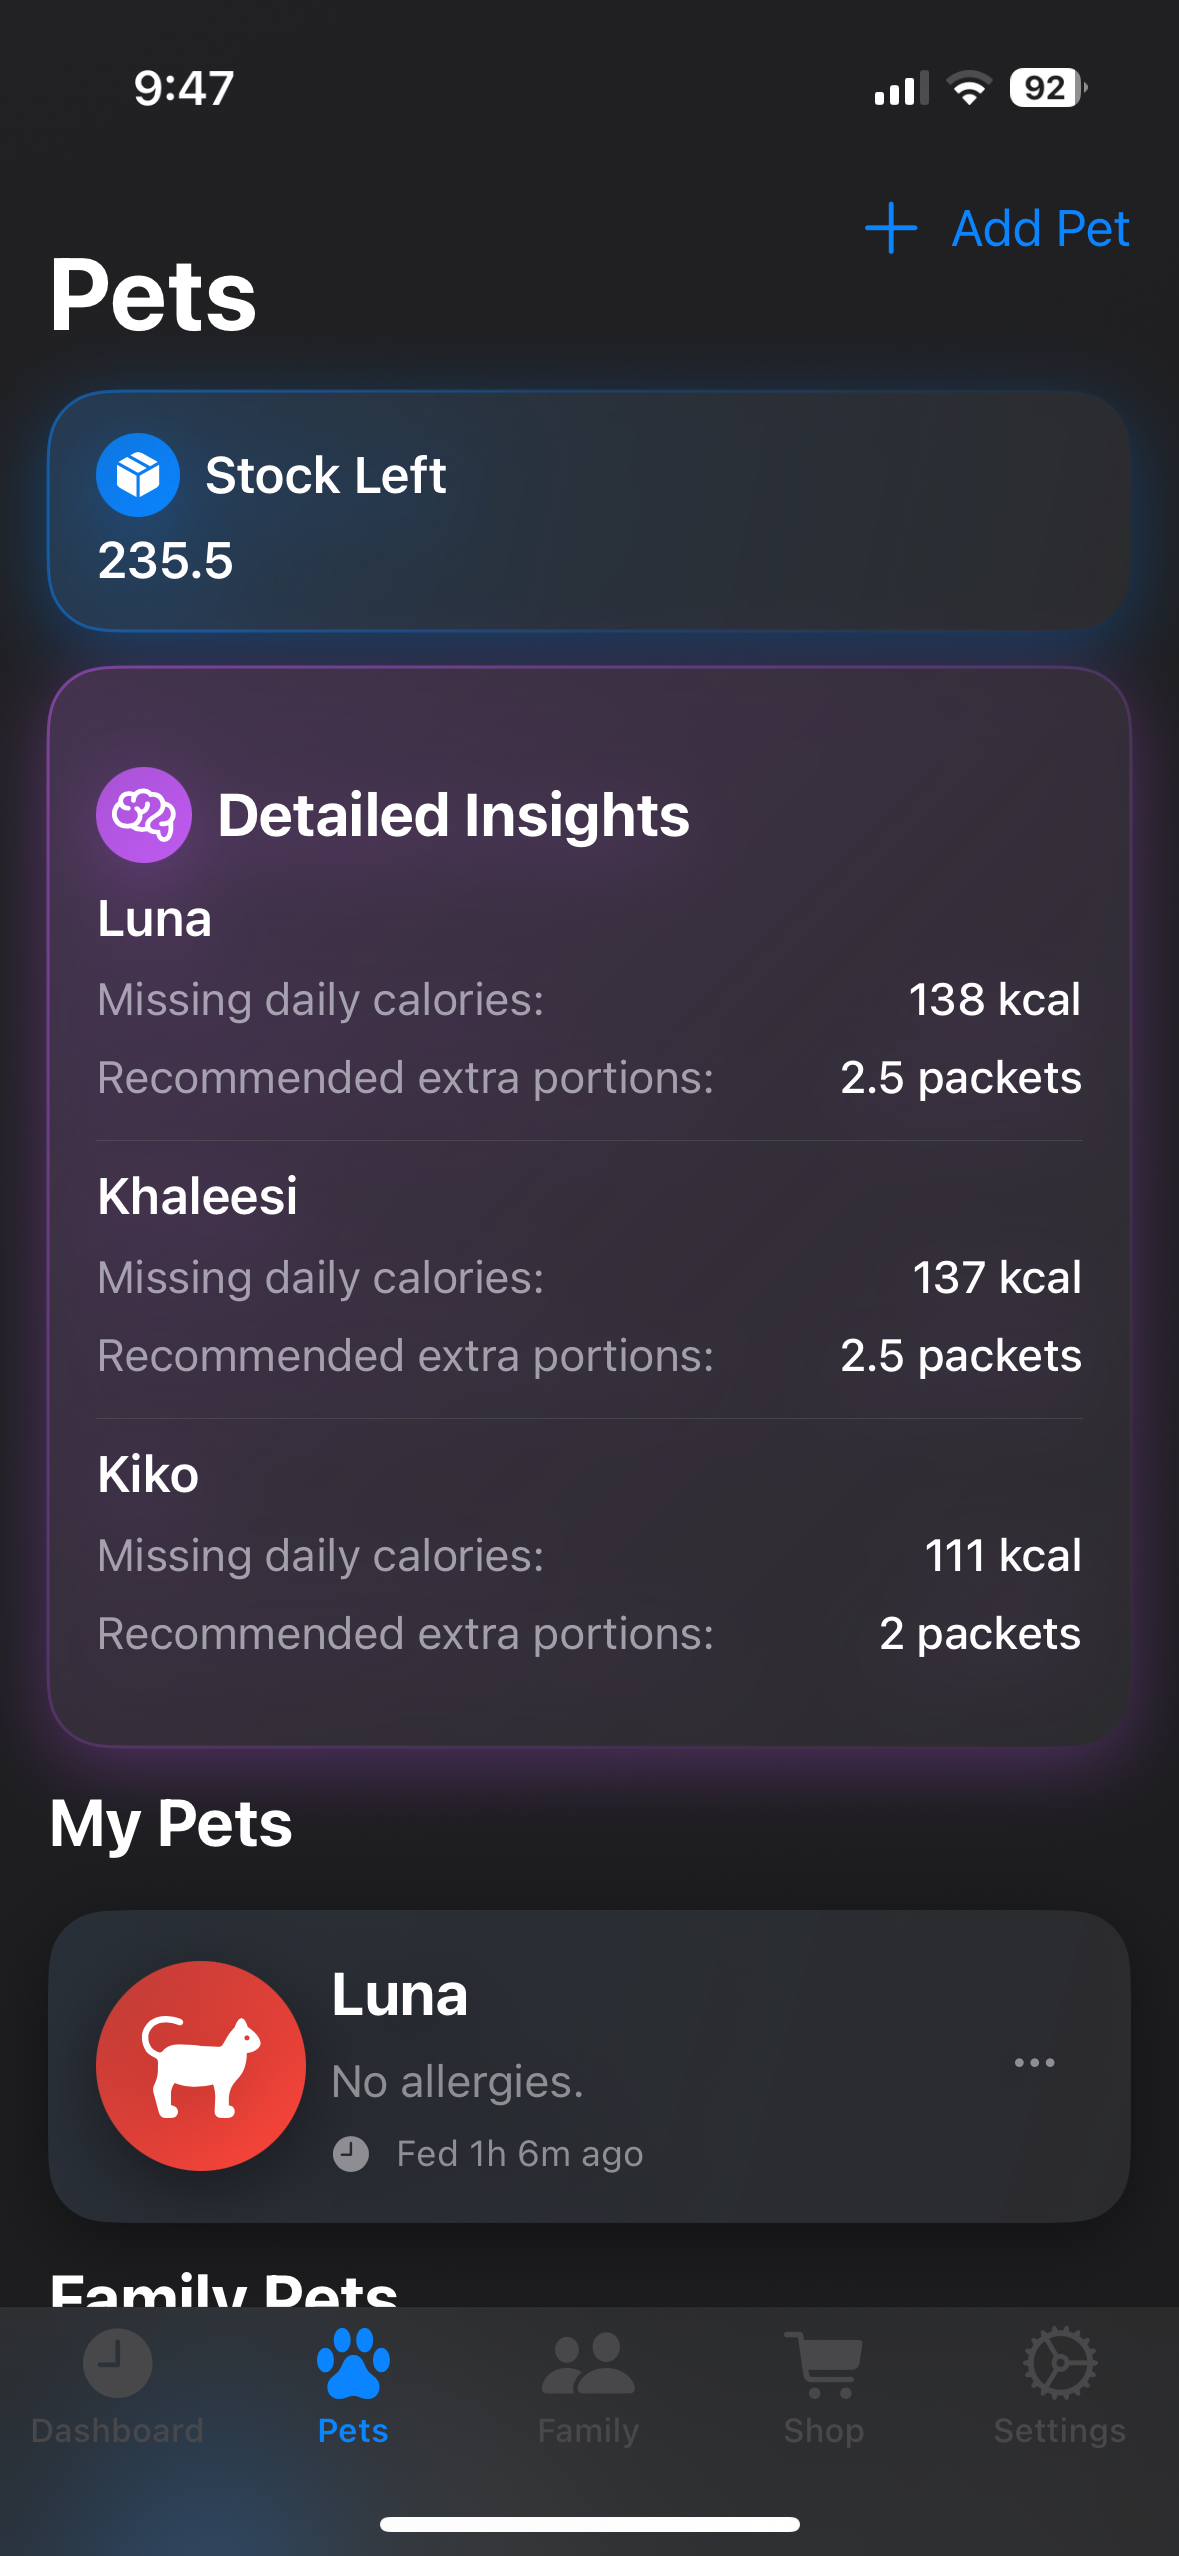 9:47
92
Add Pet
Pets
Stock Left
235.5
Detailed Insights
Luna
Missing daily calories: 138 kcal
Recommended extra portions: 2.5 packets
Khaleesi
Missing daily calories: 137 kcal
Recommended extra portions: 2.5 packets
Kiko
Missing daily calories: 111 kcal
Recommended extra portions: 2 packets
My Pets
Luna
No allergies.
Fed 1h 6m ago
Family Pets
Dashboard
Pets
Family
Shop
Settings